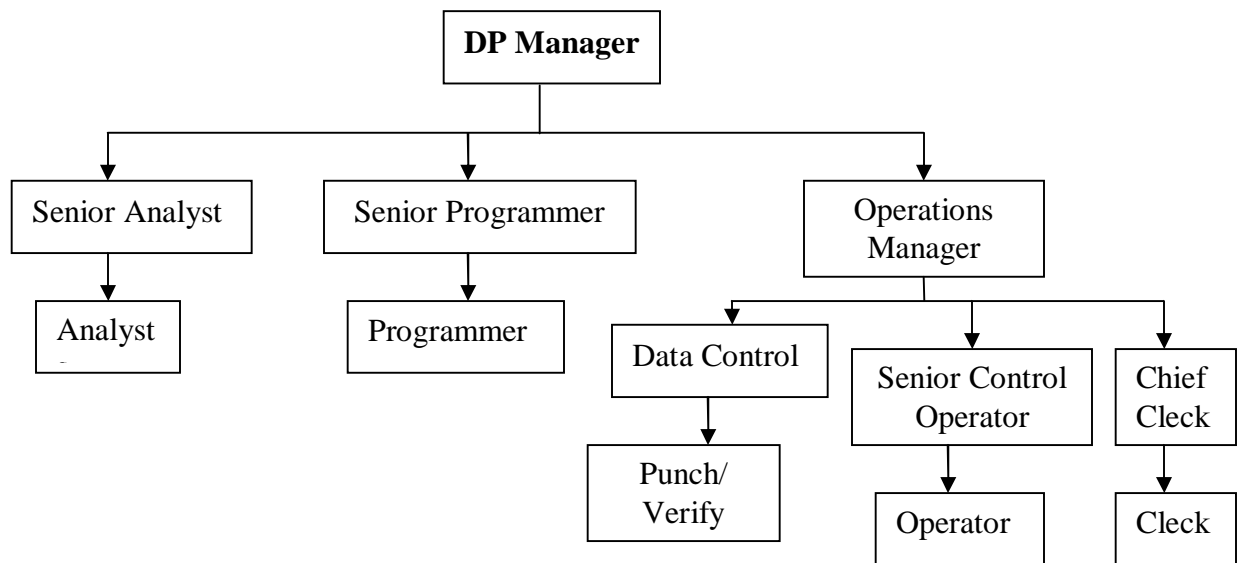 DP Manager
Senior Analyst
Senior Programmer
Operations
Manager
Analyst
Programmer
Data Control
Senior Control
Operator
Chief
Cleck
Punch/
Verify
Operator
Cleck